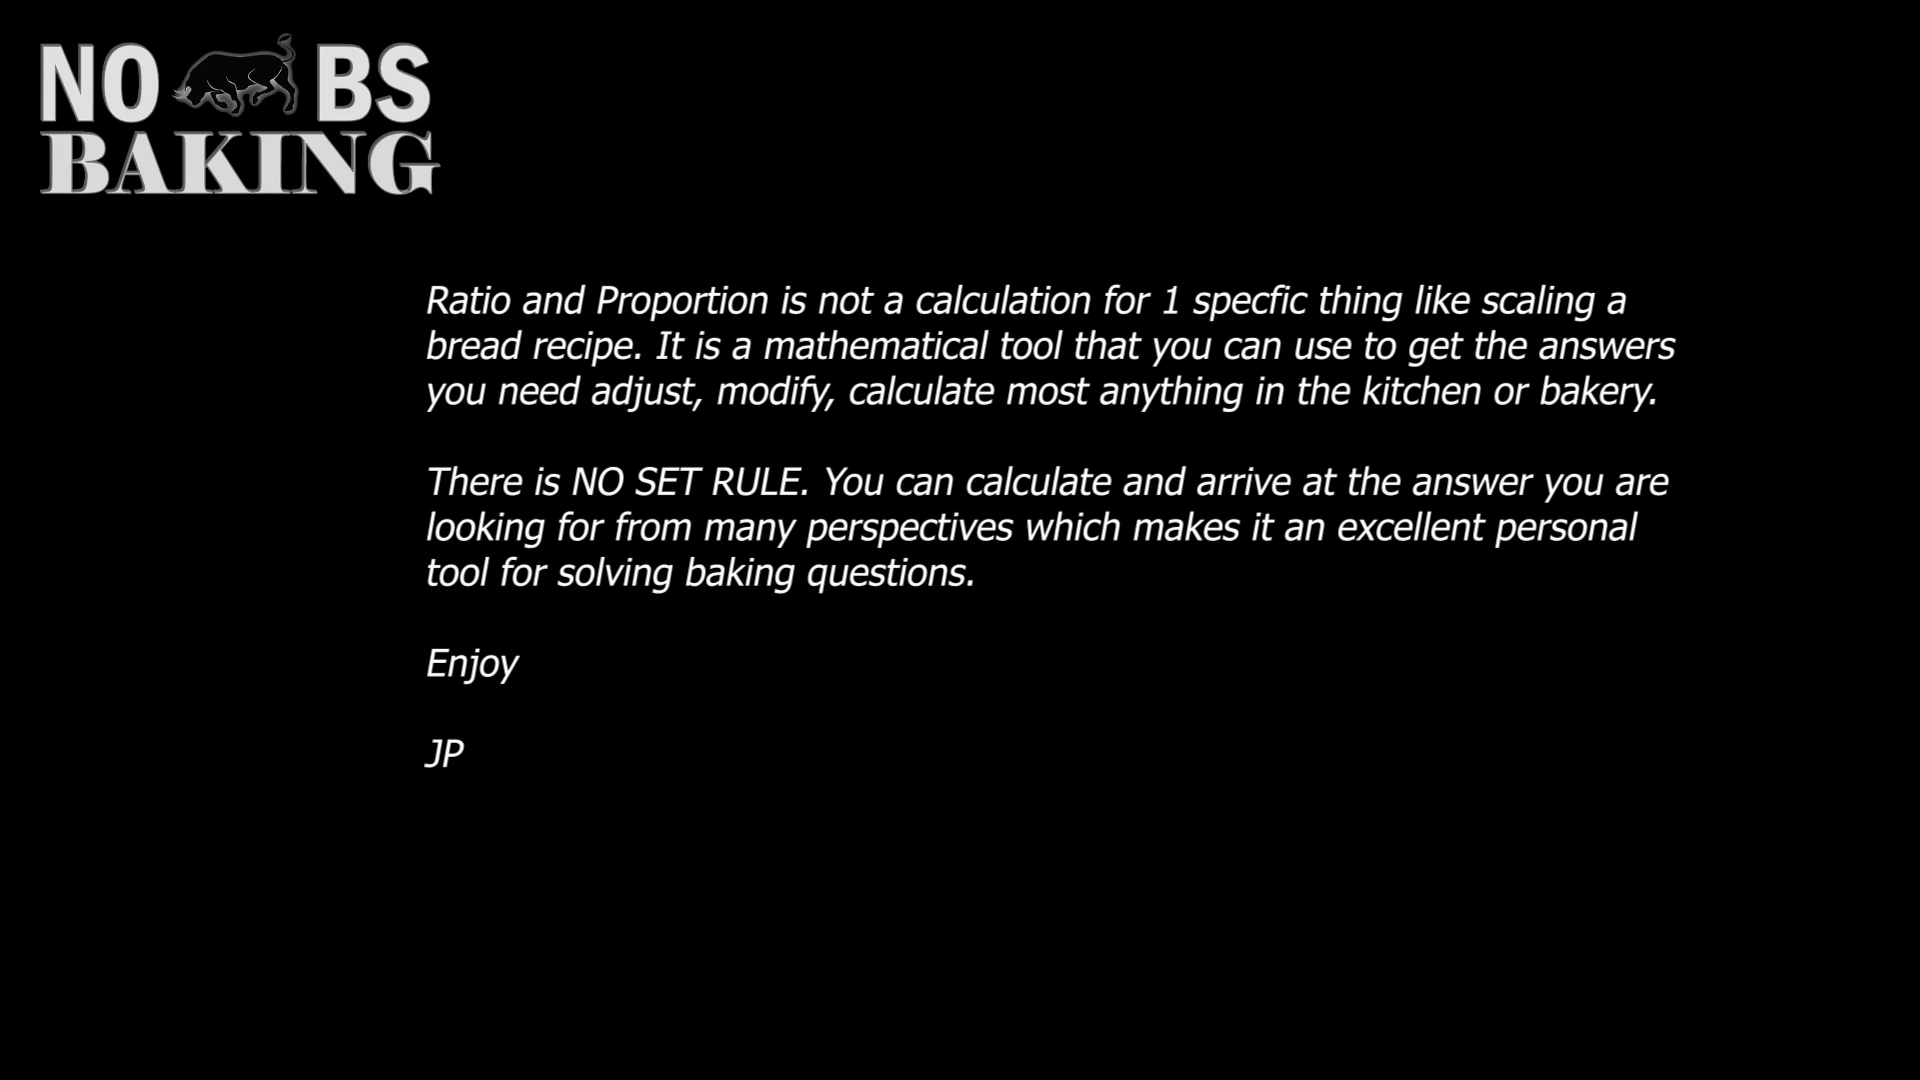 NO BS
BAKING
Ratio and Proportion is not a calculation for 1 specfic thing like scaling a
bread recipe. It is a mathematical tool that you can use to get the answers
you need adjust, modify, calculate most anything in the kitchen or bakery.
There is NO SET RULE. You can calculate and arrive at the answer you are
looking for from many perspectives which makes it an excellent personal
tool for solving baking questions.
Enjoy
JP